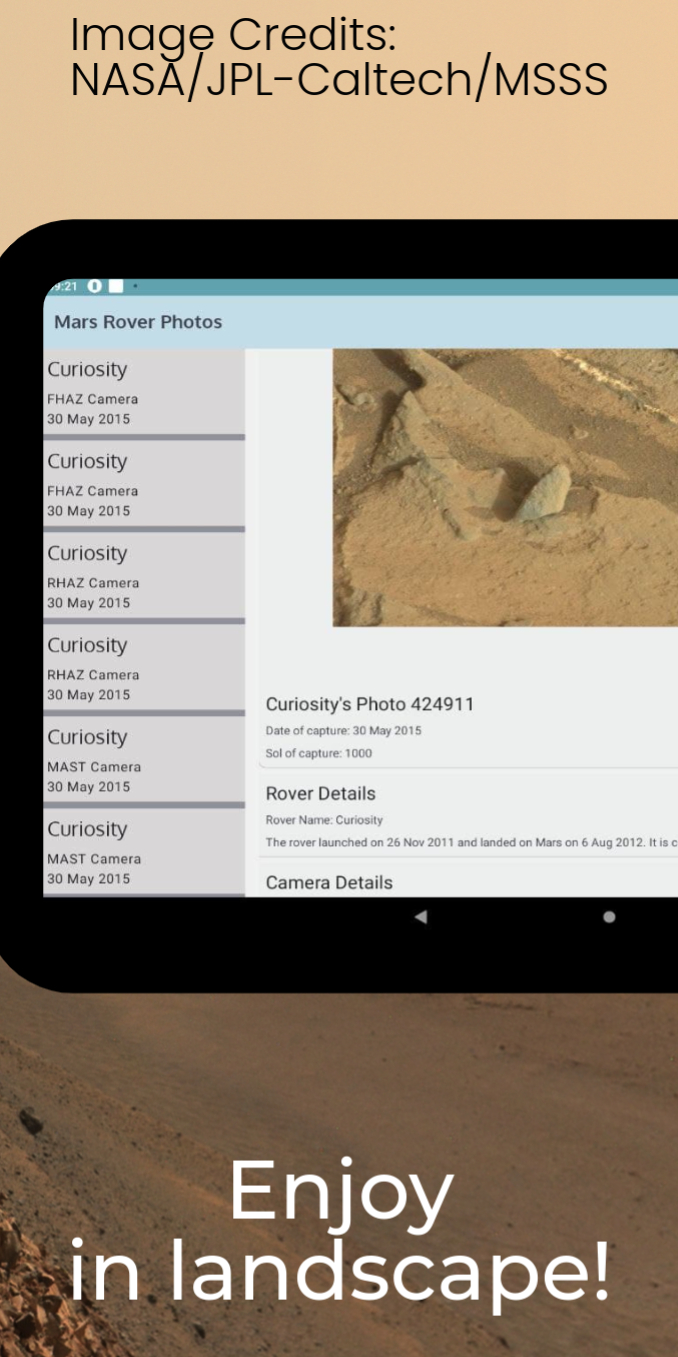 Image Credits:
NASA/JPL-Caltech/MSSS
9:21
Mars Rover Photos
Curiosity
FHAZ Camera
30 May 2015
Curiosity
FHAZ Camera
30 May 2015
Curiosity
RHAZ Camera
30 May 2015
Curiosity
RHAZ Camera
30 May 2015
Curiosity
MAST Camera
30 May 2015
Curiosity
MAST Camera
30 May 2015
Curiosity's Photo 424911
Date of capture: 30 May 2015
Sol of capture: 1000
Rover Details
Rover Name: Curiosity
The rover launched on 26 Nov 2011 and landed on Mars on 6 Aug 2012. It is c
Camera Details
Enjoy
in landscape!